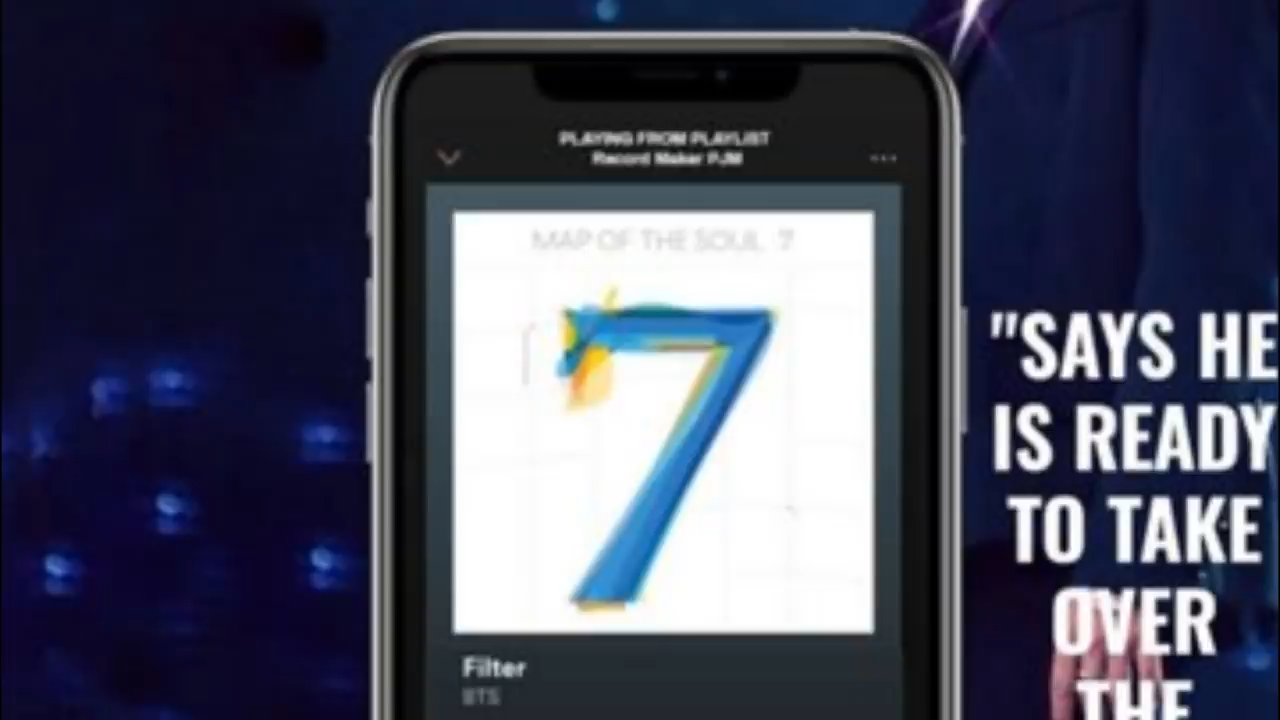 PLAYING FROM PLAYLIST
Record Maker PJM
MAP OF THE SOUL 7
7
Filter
BTS
"SAYS HE
IS READY
TO TAKE
OVER
THE